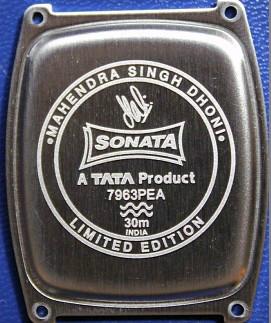 •MAHENDRA SINGH DHONI•
SONATA
A TATA Product
7963PEA
30m
INDIA
LIMITED EDITION